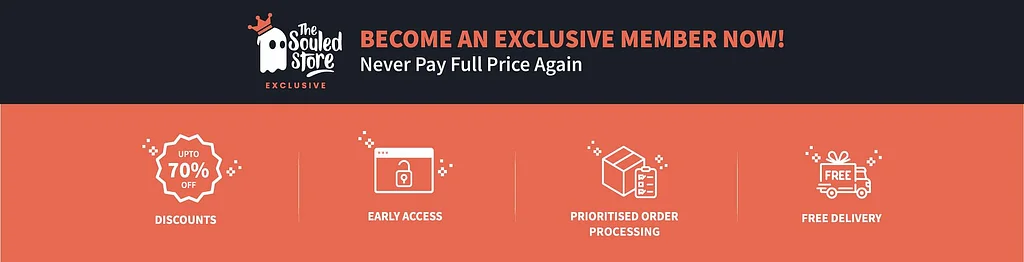 The
Souled
Store
EXCLUSIVE
BECOME AN EXCLUSIVE MEMBER NOW!
Never Pay Full Price Again
UPTO
70%
OFF
DISCOUNTS
EARLY ACCESS
PRIORITISED ORDER
PROCESSING
FREE
FREE DELIVERY